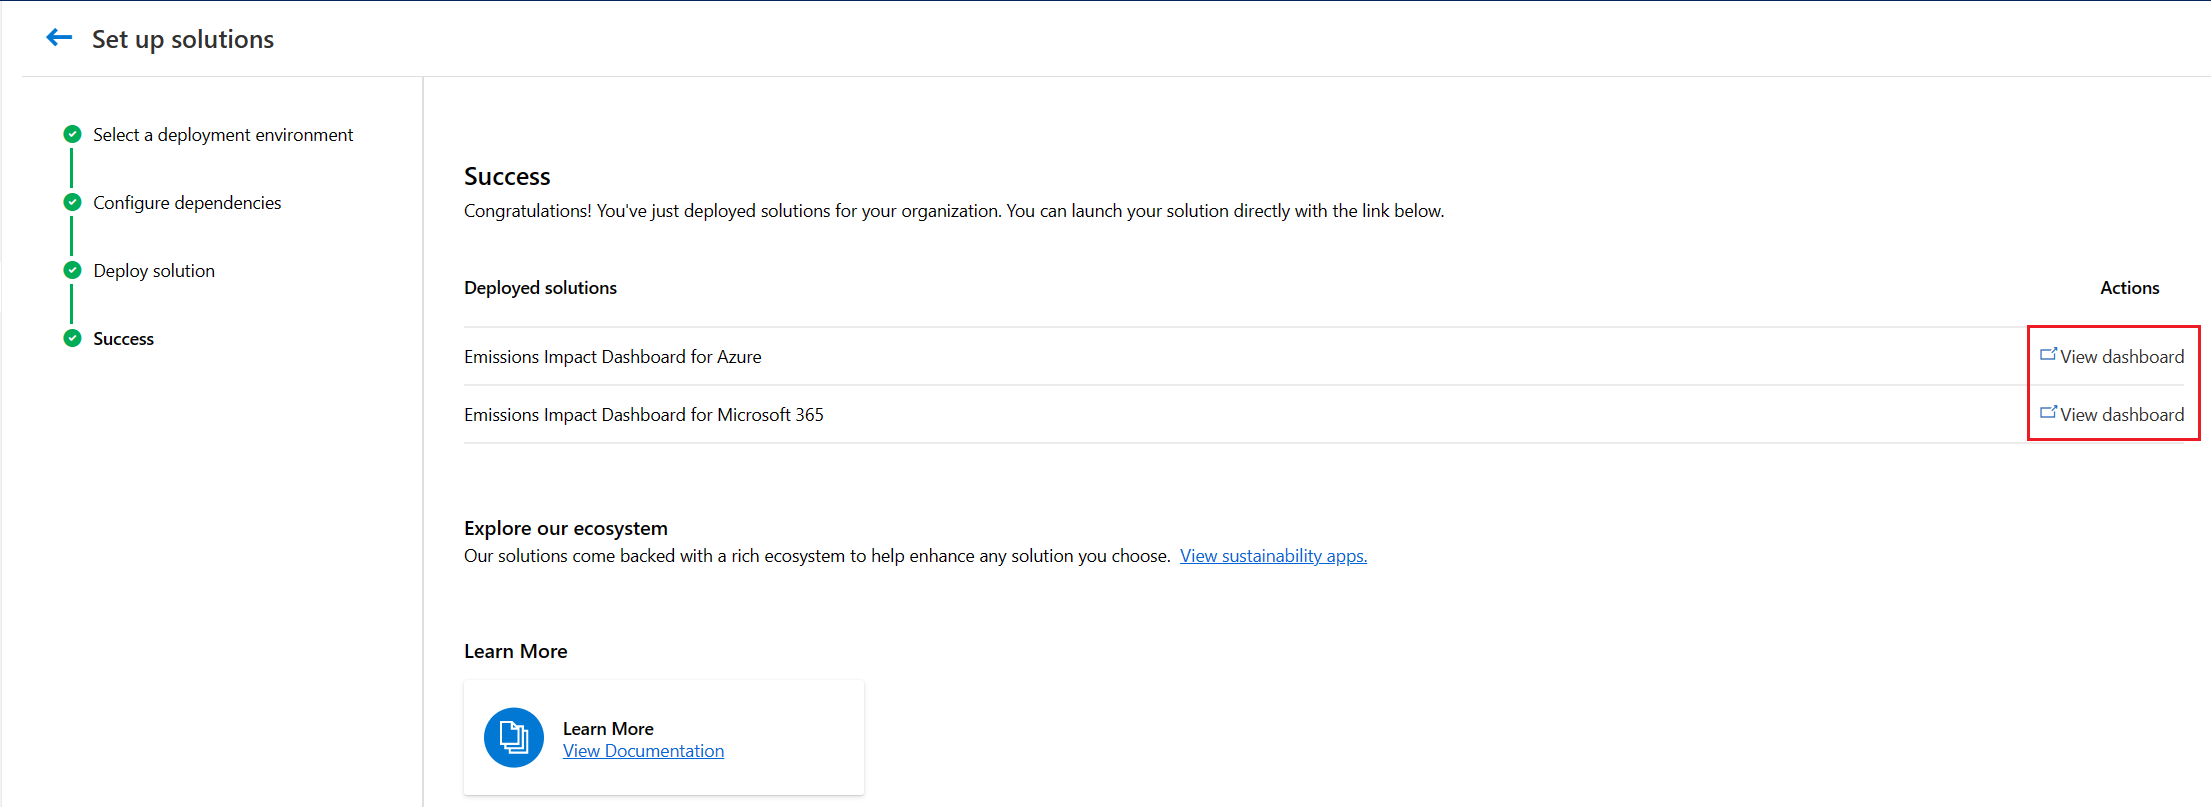 Set up solutions
Select a deployment environment
Configure dependencies
Deploy solution
Success
Success
Congratulations! You've just deployed solutions for your organization. You can launch your solution directly with the link below.
Deployed solutions Actions
Emissions Impact Dashboard for Azure View dashboard
Emissions Impact Dashboard for Microsoft 365 View dashboard
Explore our ecosystem
Our solutions come backed with a rich ecosystem to help enhance any solution you choose. View sustainability apps.
Learn More
Learn More
View Documentation